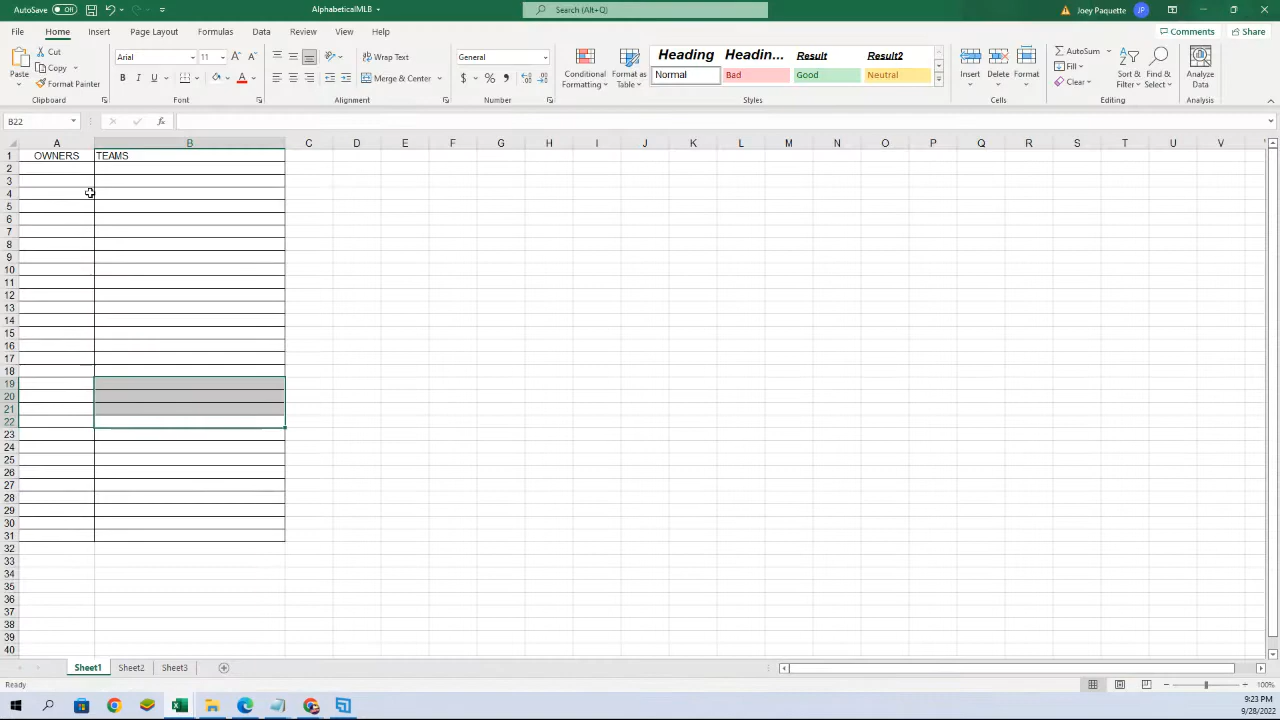 AutoSave Off AlphabeticalMLB Search (Alt+Q) Joey Paquette JP
File Home Insert Page Layout Formulas Data Review View Help Comments Share
Paste Cut Copy Format Painter Clipboard
Arial 11 B I U A Font
Wrap Text Merge & Center Alignment
General $ % , Number
Conditional Formatting Format as Table
Heading Headin... Result Result2
Normal Bad Good Neutral
Styles
Insert Delete Format Cells
AutoSum Fill Clear Sort & Filter Find & Select Editing
Analyze Data Analysis
B22 fx
A B C D E F G H I J K L M N O P Q R S T U V
1 OWNERS TEAMS
2
3
4
5
6
7
8
9
10
11
12
13
14
15
16
17
18
19
20
21
22
23
24
25
26
27
28
29
30
31
32
33
34
35
36
37
38
39
40
Sheet1 Sheet2 Sheet3
Ready 100%
9:23 PM
9/28/2022